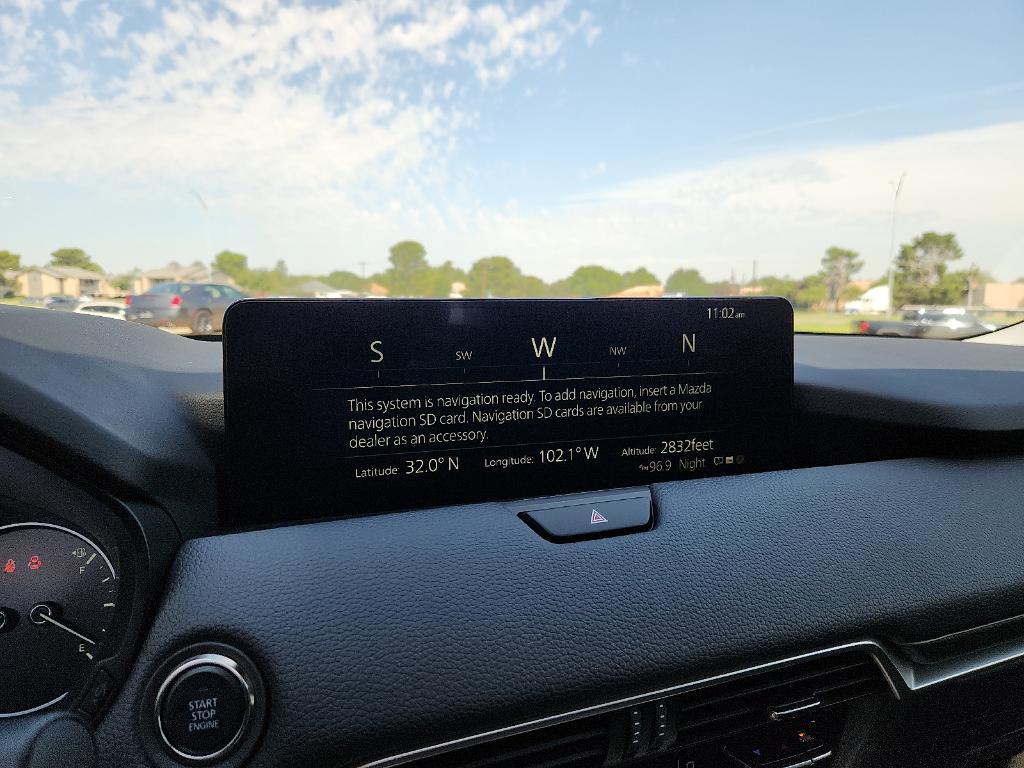 11:02am
S SW W NW N
This system is navigation ready. To add navigation, insert a Mazda
navigation SD card. Navigation SD cards are available from your
dealer as an accessory.
Latitude: 32.0° N Longitude: 102.1° W Altitude: 2832feet
96.9 Night
F
E
START
STOP
ENGINE